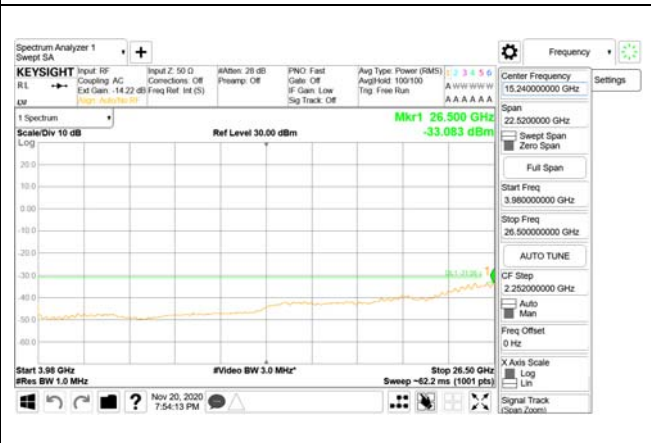 Spectrum Analyzer 1
Swept SA
Frequency
KEYSIGHT
Input: RF
Input Z: 50 Ω
#Atten: 28 dB
PNO: Fast
Avg Type: Power (RMS)
1 2 3 4 5 6
RL
Coupling: AC
Corrections: Off
Preamp: Off
Gate: Off
Avg|Hold: 100/100
A W W W W W
Ext Gain: -14.22 dB
Freq Ref: Int (S)
IF Gain: Low
Trig: Free Run
Align: Auto/No RF
Sig Track: Off
A A A A A A
Center Frequency
15.240000000 GHz
Settings
1 Spectrum
Mkr1 26.500 GHz
Scale/Div 10 dB
Ref Level 30.00 dBm
-33.083 dBm
Log
20.0
10.0
0.00
-10.0
-20.0
-30.0
-40.0
-50.0
-60.0
1
Start 3.98 GHz
#Video BW 3.0 MHz*
Stop 26.50 GHz
#Res BW 1.0 MHz
Sweep ~62.2 ms (1001 pts)
Span
22.5200000 GHz
Swept Span
Zero Span
Full Span
Start Freq
3.980000000 GHz
Stop Freq
26.500000000 GHz
AUTO TUNE
CF Step
2.252000000 GHz
Auto
Man
Freq Offset
0 Hz
X Axis Scale
Log
Lin
Signal Track
(Span Zoom)
Nov 20, 2020
7:54:13 PM